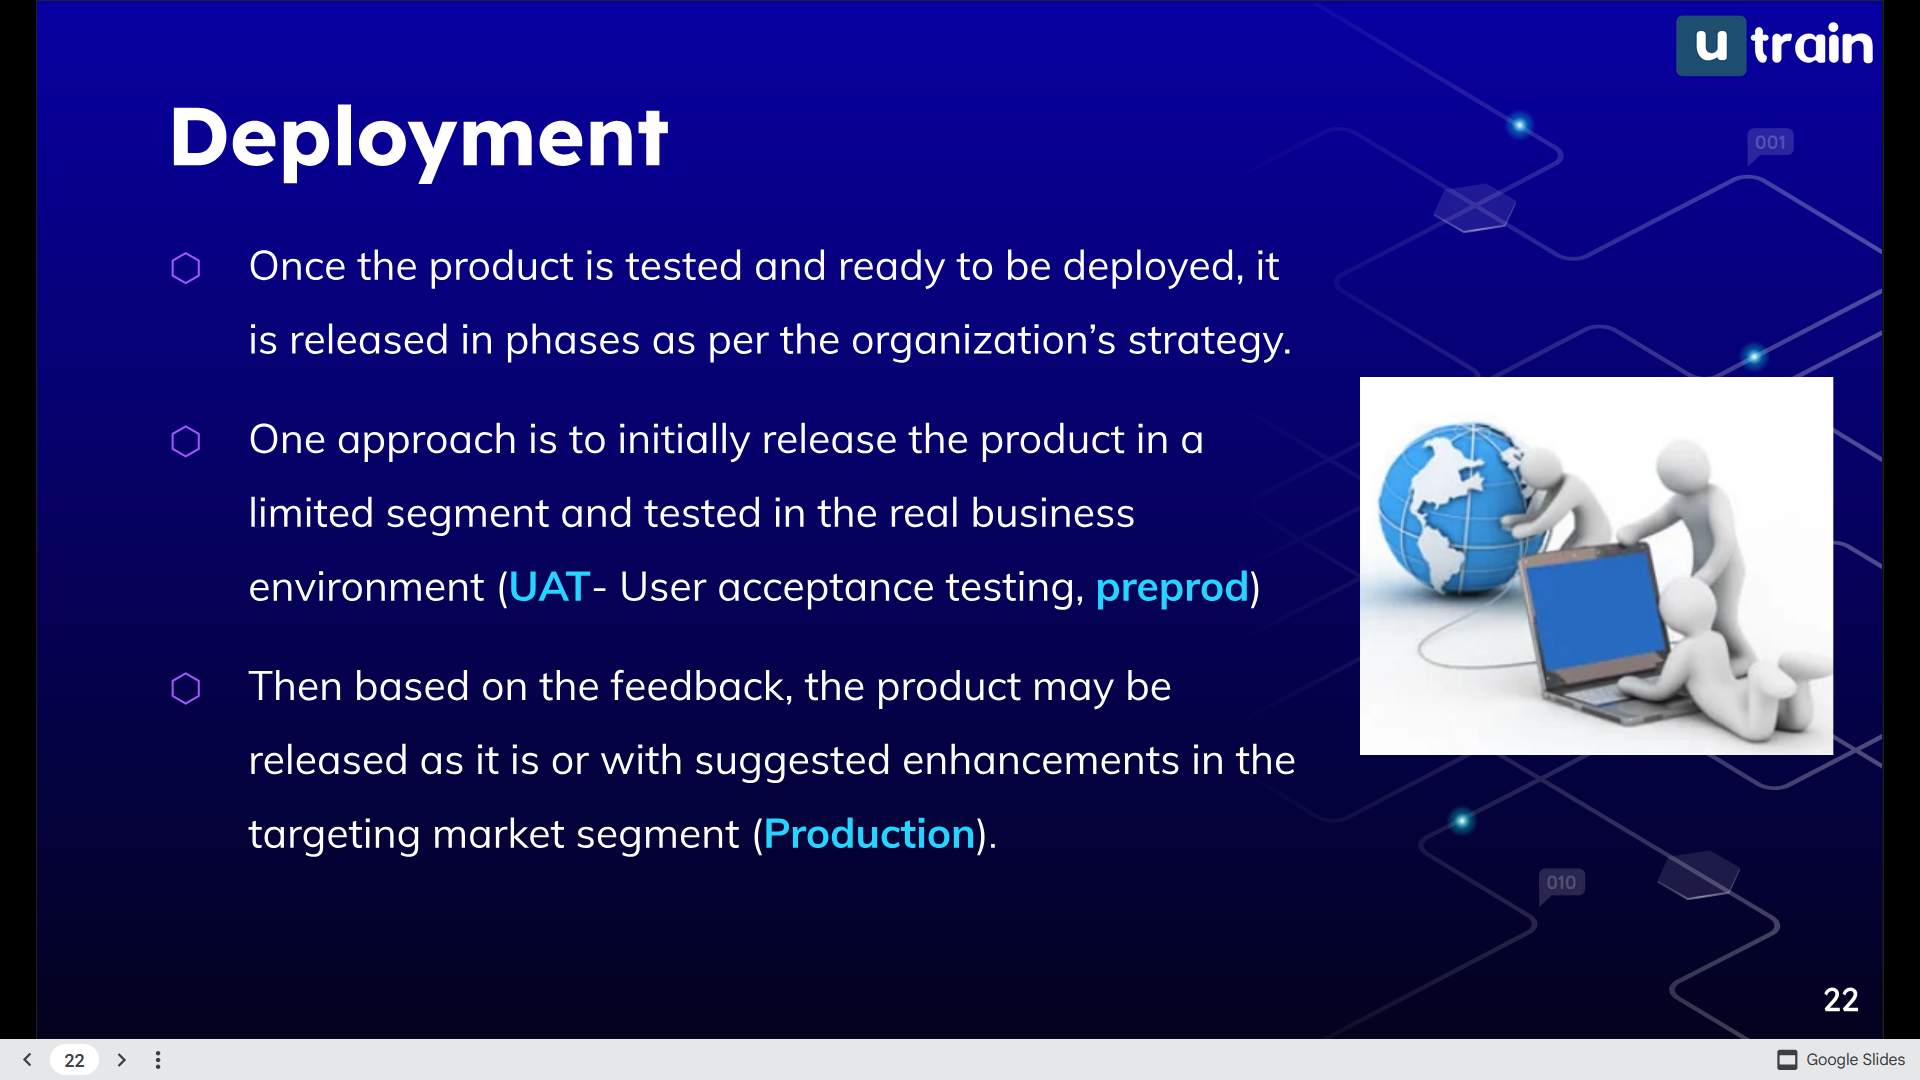 u train
Deployment
001
Once the product is tested and ready to be deployed, it
is released in phases as per the organization’s strategy.
One approach is to initially release the product in a
limited segment and tested in the real business
environment (UAT- User acceptance testing, preprod)
Then based on the feedback, the product may be
released as it is or with suggested enhancements in the
targeting market segment (Production).
010
22
22
Google Slides